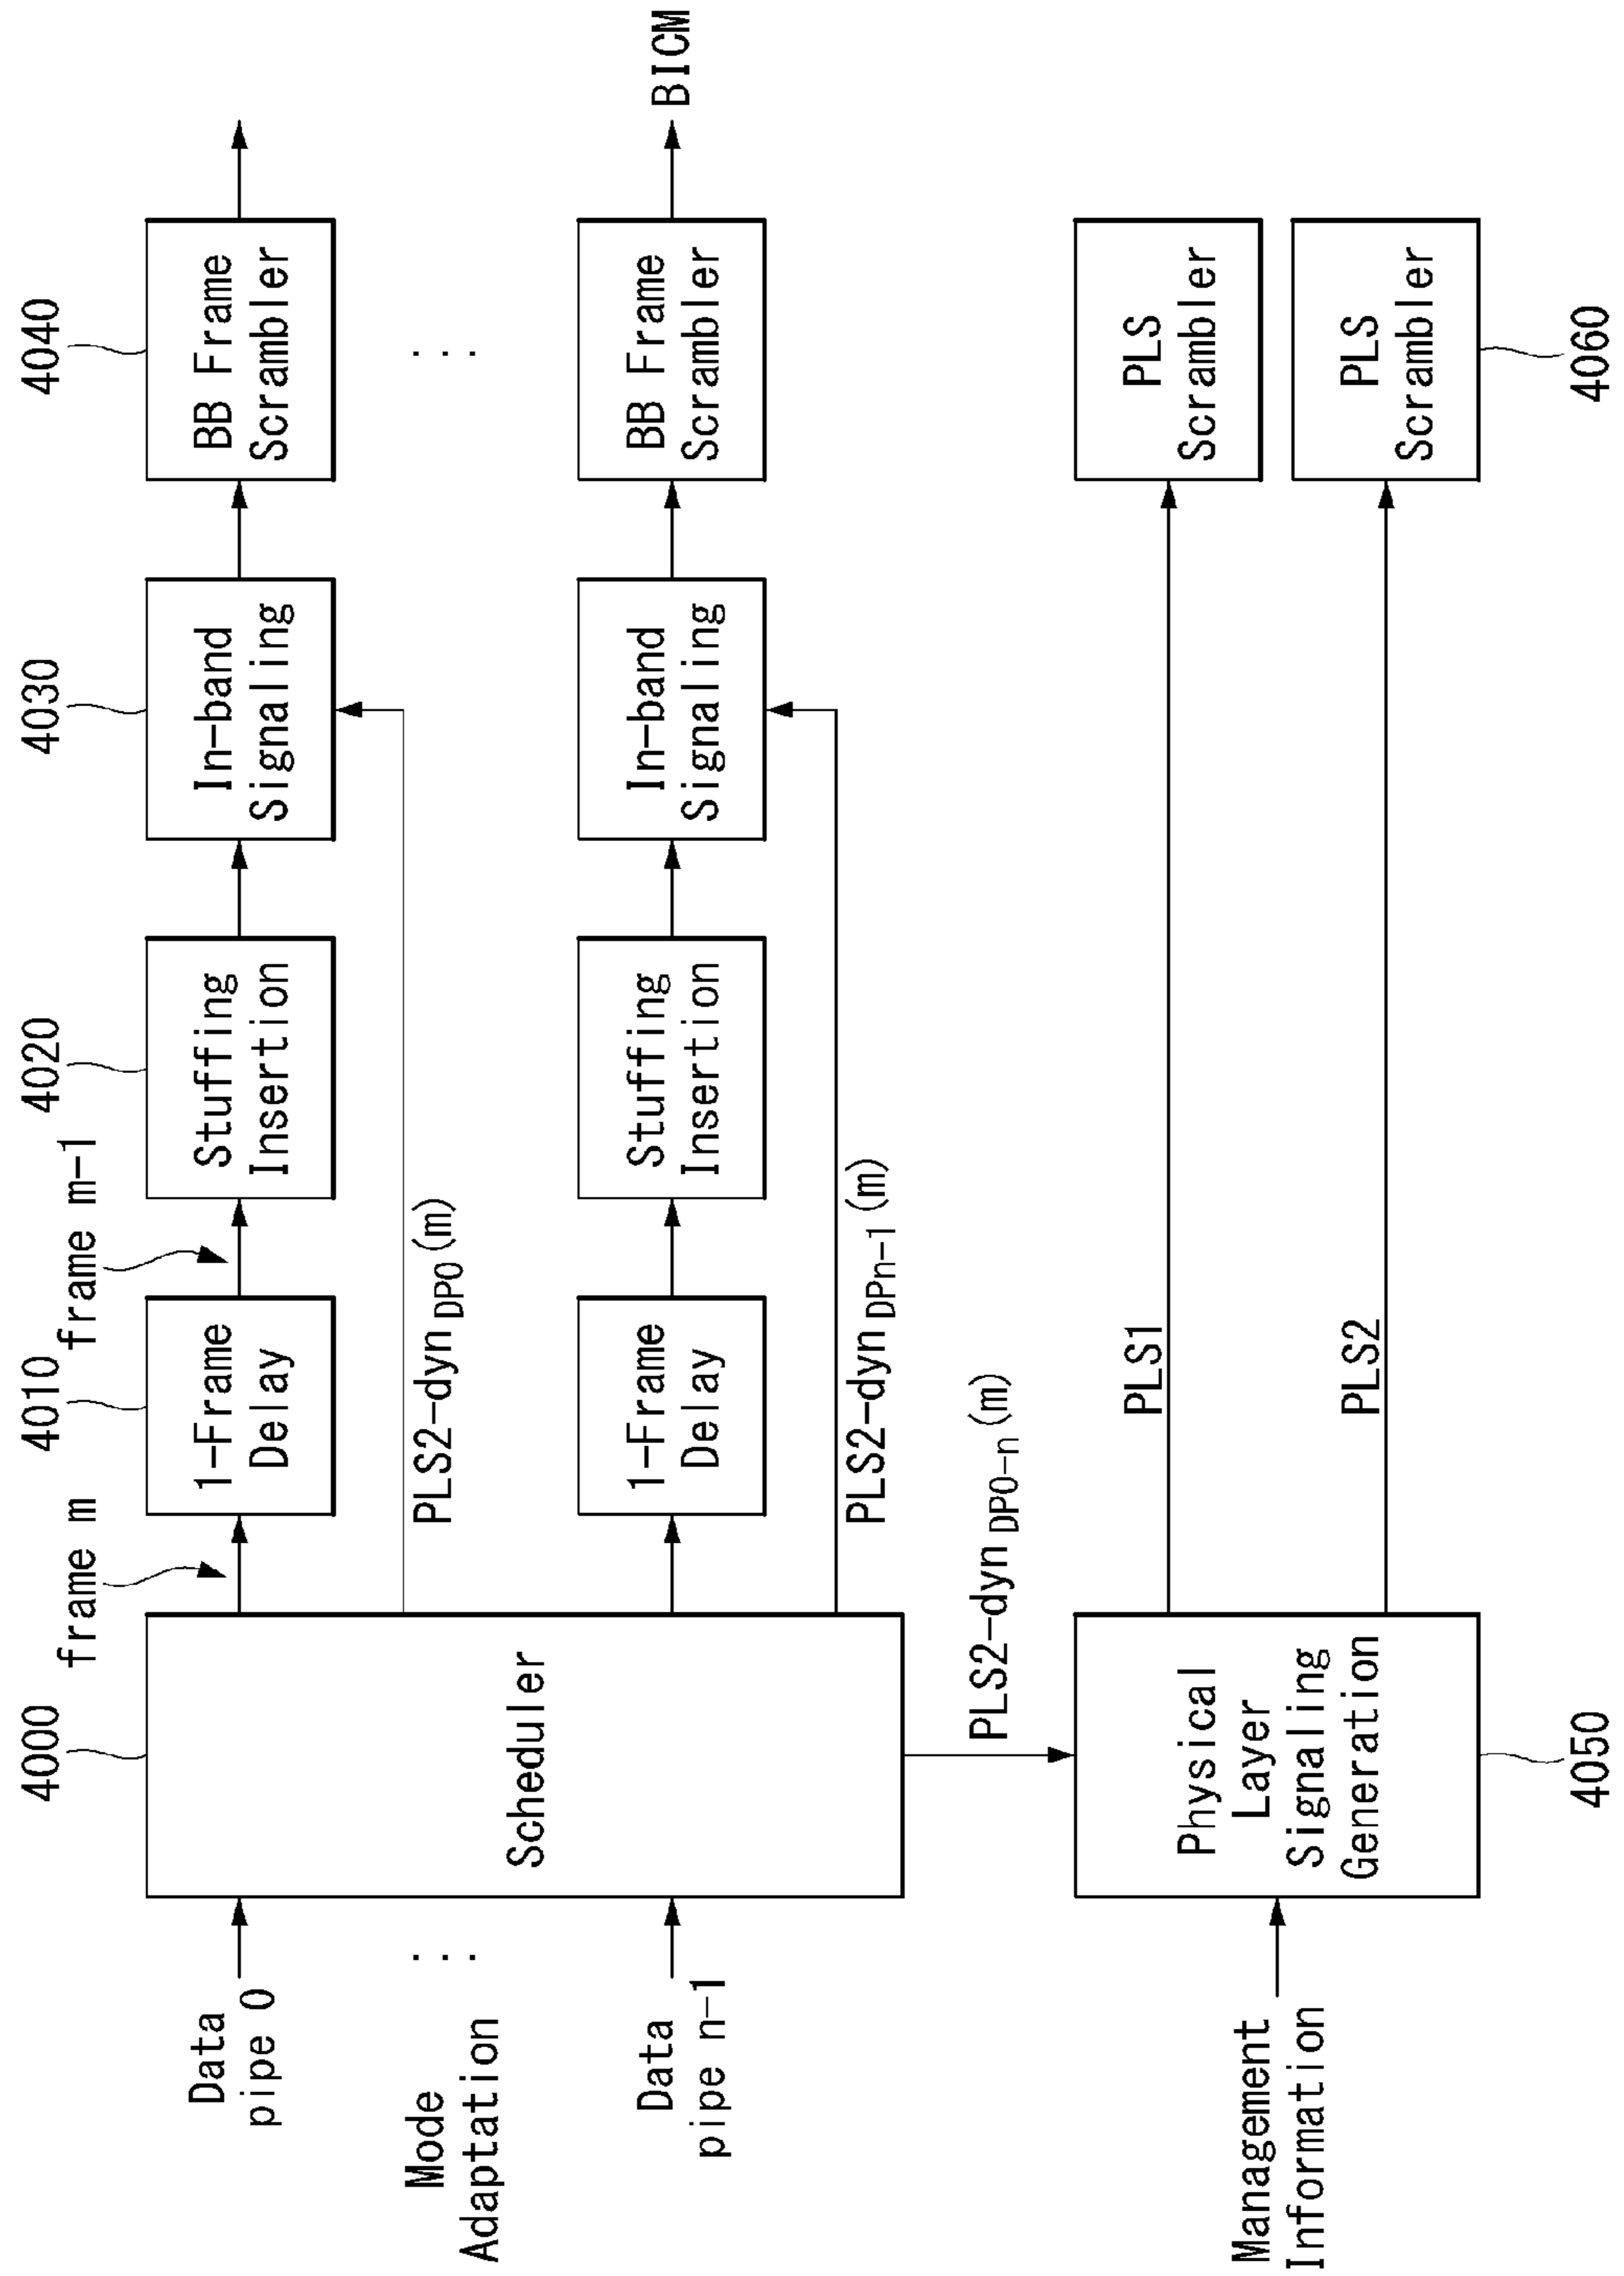 4000
frame m
4010
frame m-1
4020
4030
4040
Data
pipe 0
1-Frame
Delay
Stuffing
Insertion
In-band
Signaling
BB Frame
Scrambler
Mode
Adaptation
...
Scheduler
PLS2-dyn DP0(m)
...
Data
pipe n-1
1-Frame
Delay
Stuffing
Insertion
In-band
Signaling
BB Frame
Scrambler
BICM
PLS2-dyn DPn-1(m)
PLS2-dyn DP0-n(m)
Management
Information
Physical
Layer
Signaling
Generation
PLS1
PLS
Scrambler
PLS2
PLS
Scrambler
4050
4060